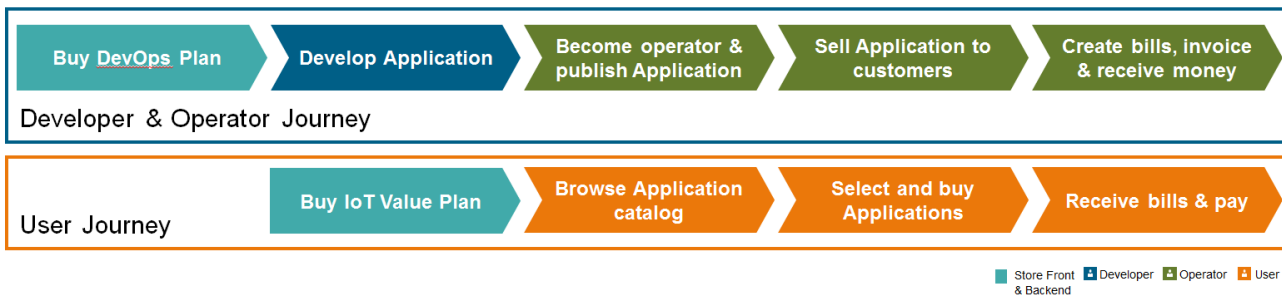 Buy DevOps Plan
Develop Application
Become operator &
publish Application
Sell Application to
customers
Create bills, invoice
& receive money
Developer & Operator Journey
Buy IoT Value Plan
Browse Application
catalog
Select and buy
Applications
Receive bills & pay
User Journey
Store Front
& Backend
Developer
Operator
User